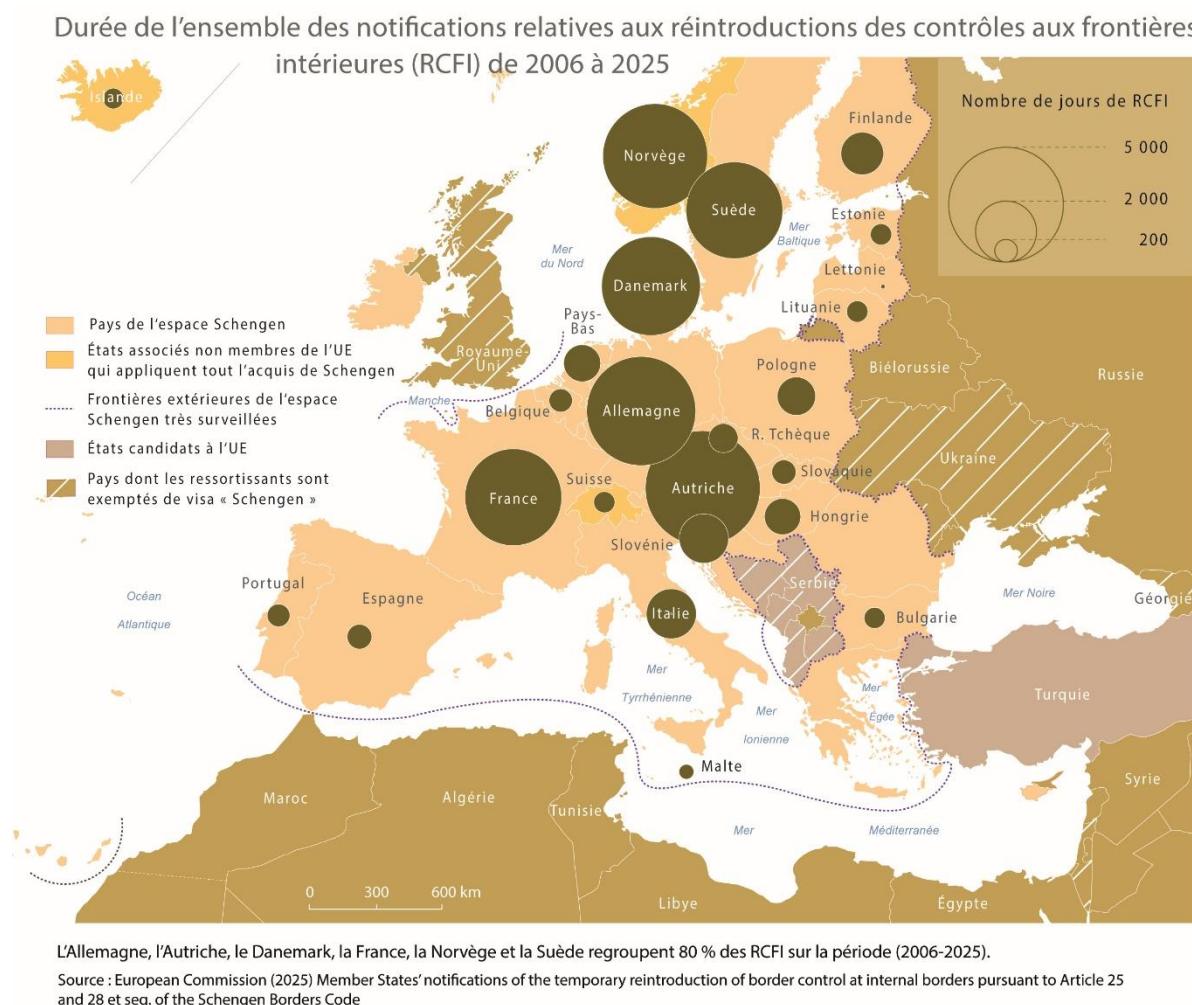 Durée de l'ensemble des notifications relatives aux réintroductions des contrôles aux frontières
intérieures (RCFI) de 2006 à 2025
Islande
Nombre de jours de RCFI
5 000
2 000
200
Finlande
Norvège
Suède
Estonie
Mer
Baltique
Mer
du Nord
Lettonie
Danemark
Lituanie
Pays-
Bas
Pays de l'espace Schengen
États associés non membres de l'UE
qui appliquent tout l'acquis de Schengen
Frontières extérieures de l'espace
Schengen très surveillées
États candidats à l'UE
Pays dont les ressortissants sont
exemptés de visa « Schengen »
Royaume-
Uni
Manche
Pologne
Biélorussie
Russie
Belgique
Allemagne
R. Tchèque
Ukraine
Slovaquie
Suisse
Autriche
France
Hongrie
Slovénie
Portugal
Espagne
Italie
Serbie
Bulgarie
Mer Noire
Géorgie
Océan
Atlantique
Mer
Tyrrhénienne
Mer
Ionienne
Mer
Égée
Turquie
Malte
Syrie
Maroc
Algérie
Tunisie
Mer
Méditerranée
0 300 600 km
Libye
Égypte
L'Allemagne, l'Autriche, le Danemark, la France, la Norvège et la Suède regroupent 80 % des RCFI sur la période (2006-2025).
Source : European Commission (2025) Member States' notifications of the temporary reintroduction of border control at internal borders pursuant to Article 25
and 28 et seq. of the Schengen Borders Code